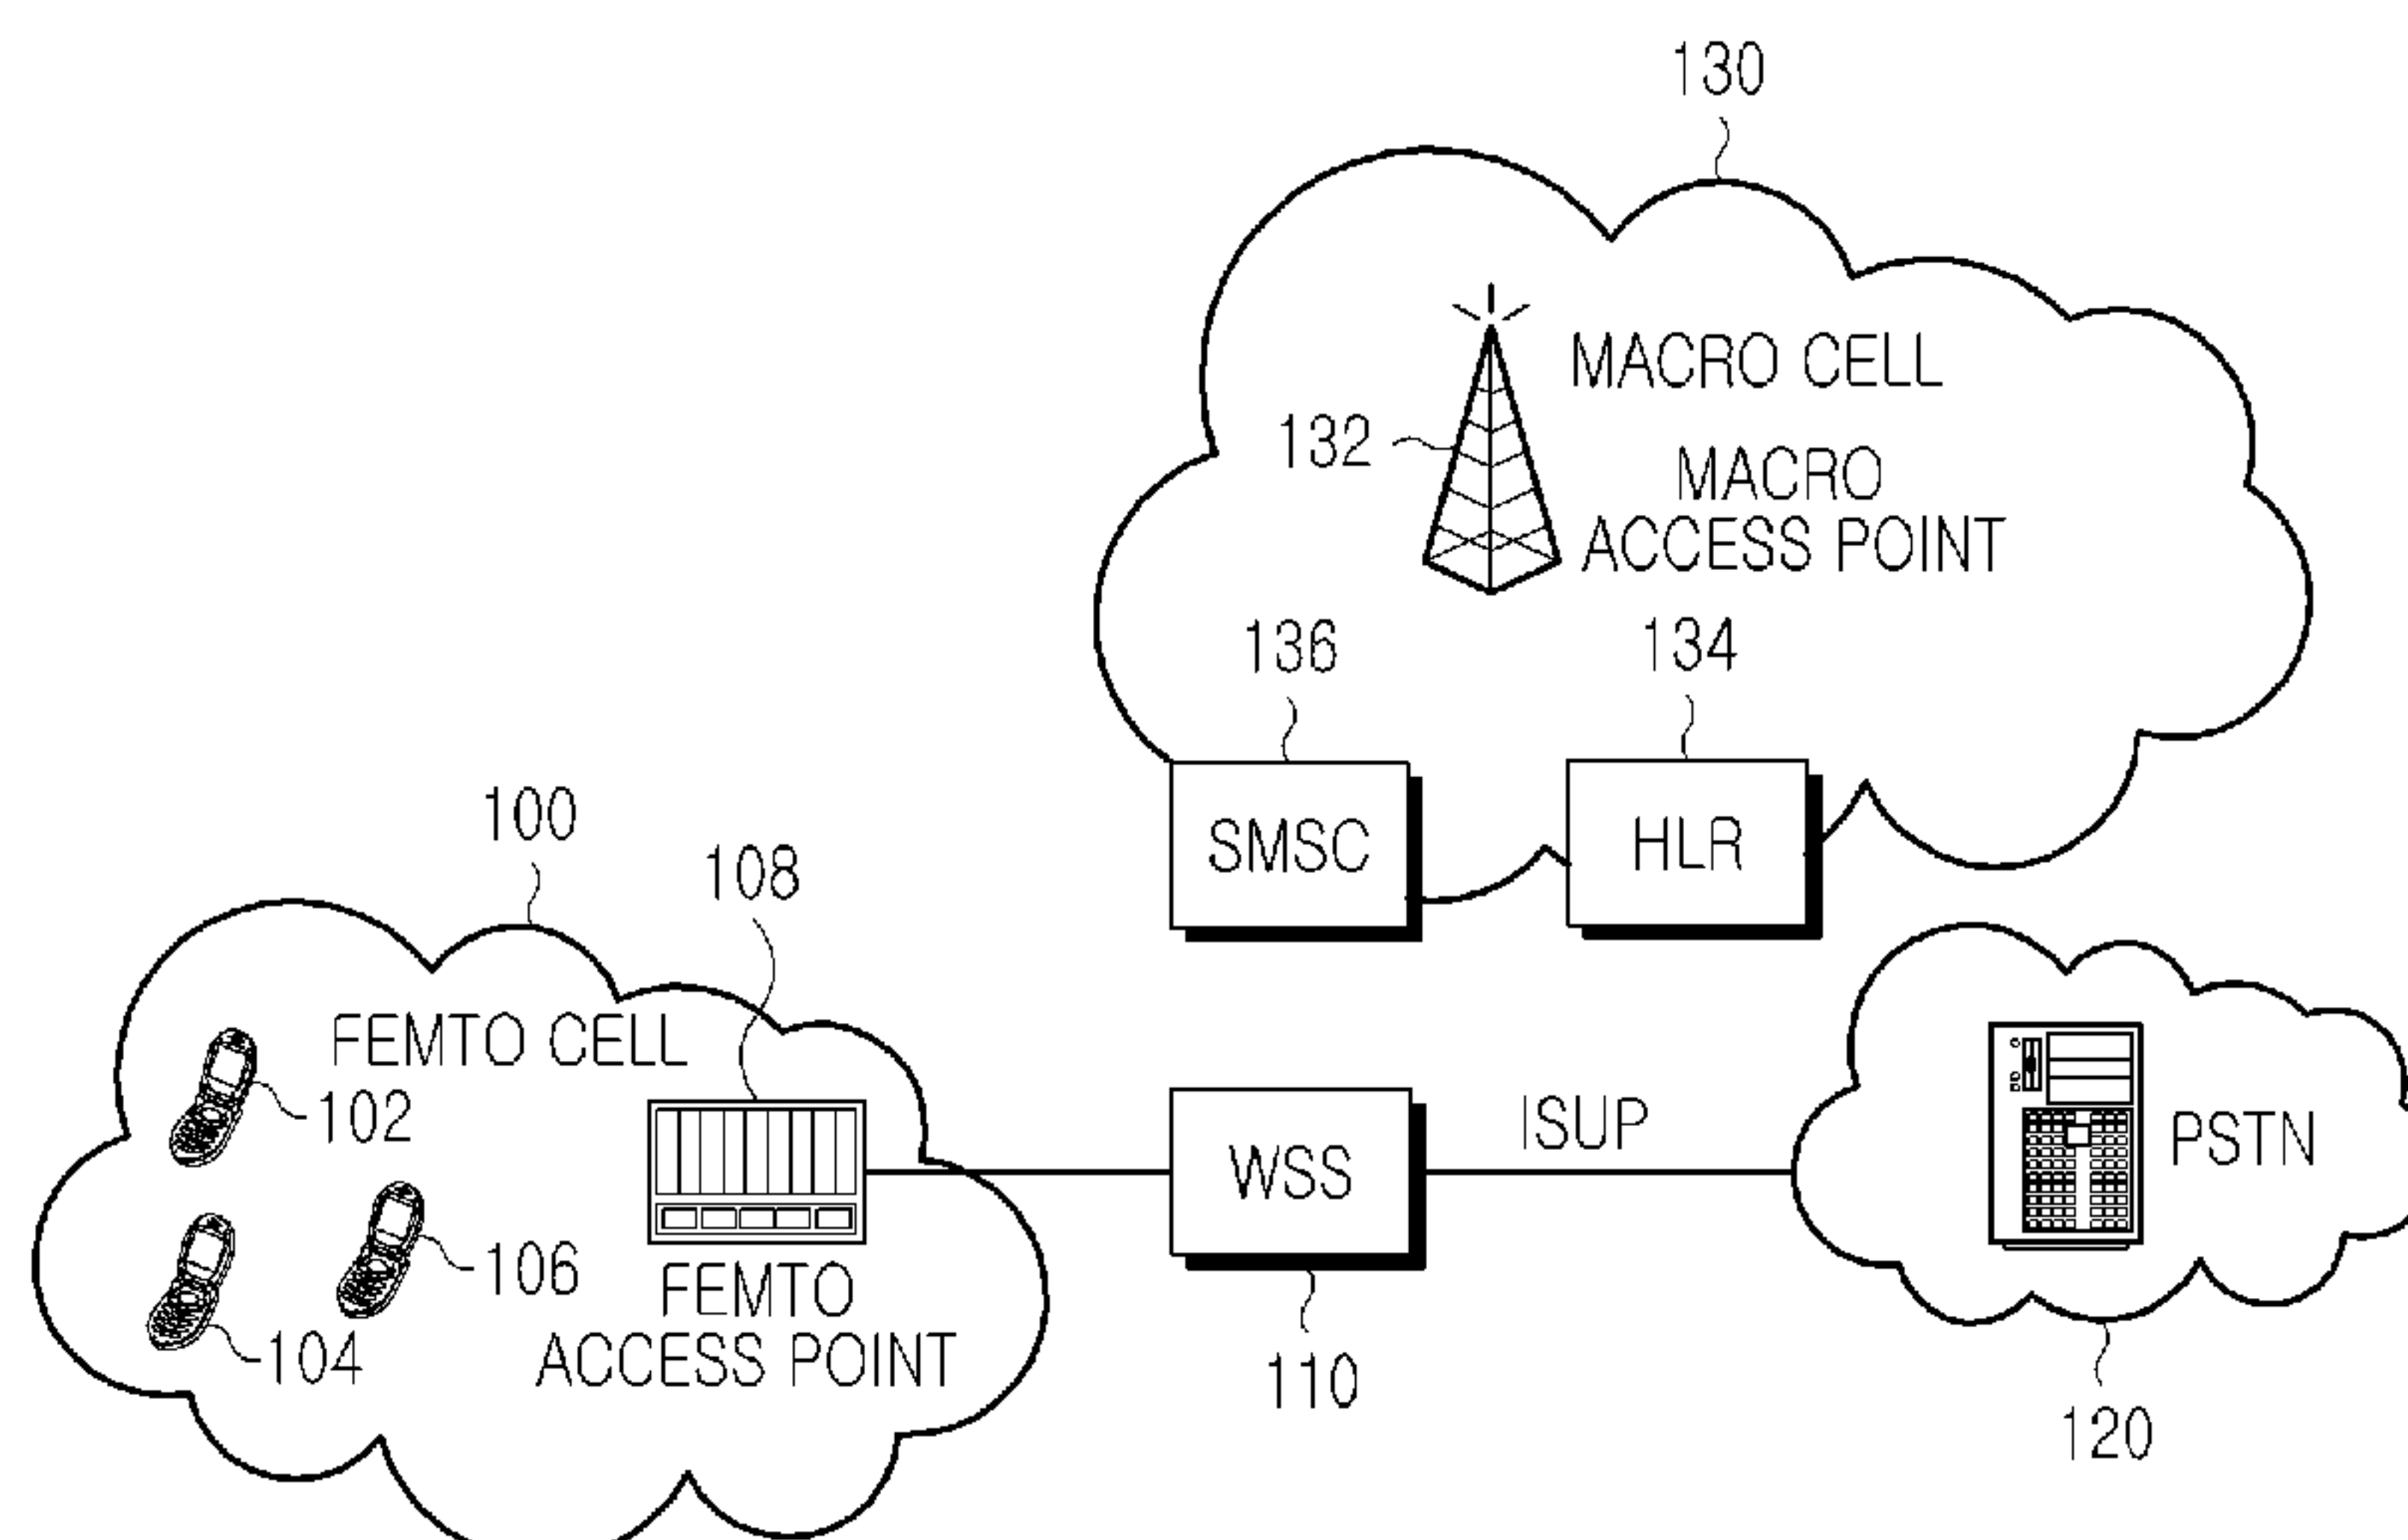 130
MACRO CELL
132
MACRO
ACCESS POINT
136
134
SMSC
HLR
100
108
FEMTO CELL
102
106
104
FEMTO
ACCESS POINT
WSS
ISUP
PSTN
110
120